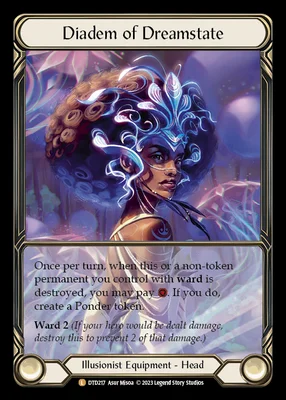 Diadem of Dreamstate
Once per turn, when this or a non-token
permanent you control with ward is
destroyed, you may pay . If you do,
create a Ponder token.
Ward 2 (If your hero would be dealt damage,
destroy this to prevent 2 of that damage.)
Illusionist Equipment - Head
L DTD217 Asur Misoa © 2023 Legend Story Studios